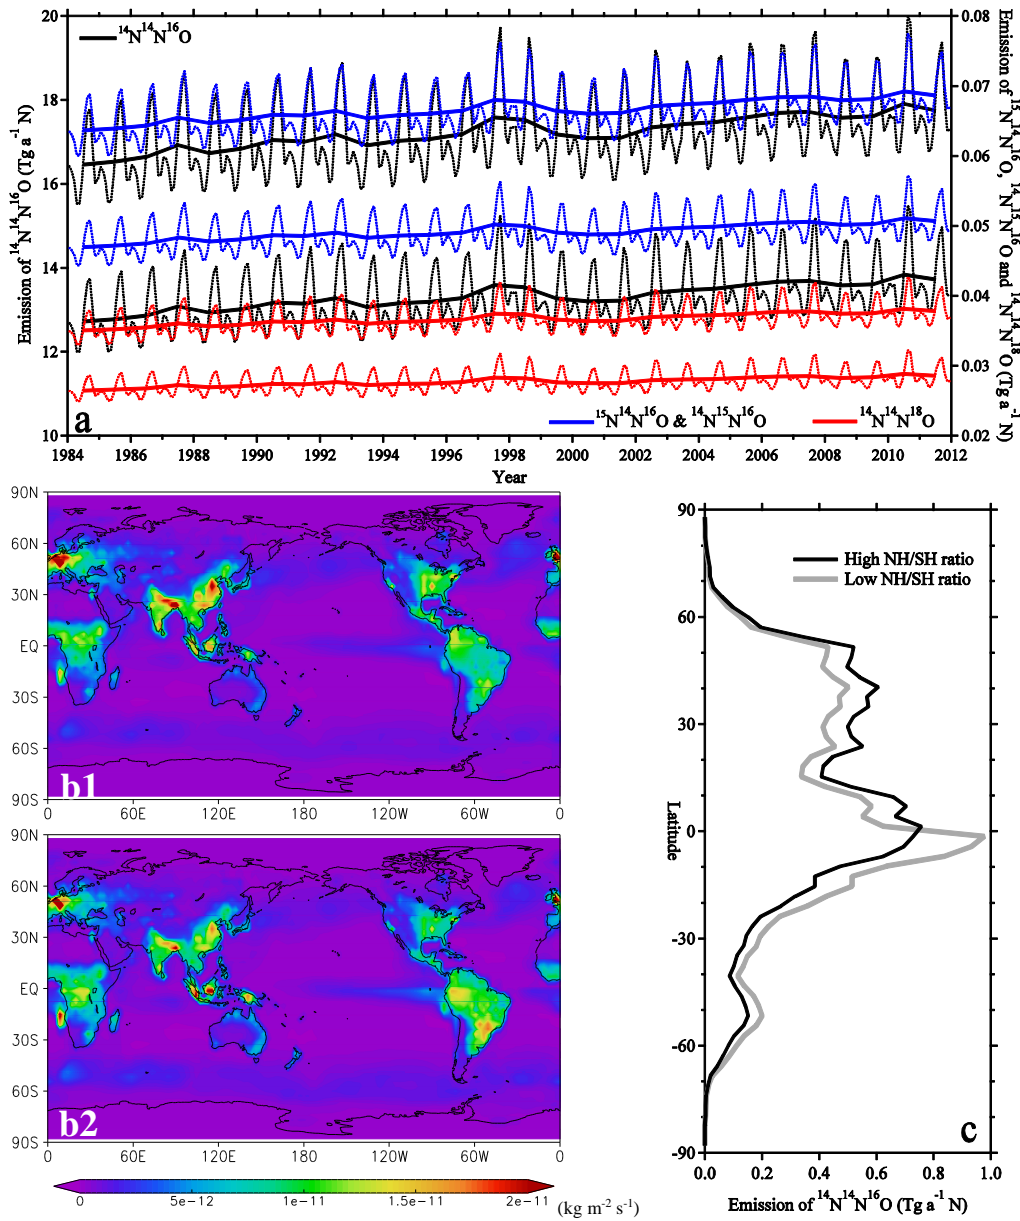 20
18
16
14
12
10
Emission of ¹⁴N¹⁴N¹⁶O (Tg a⁻¹ N)
¹⁴N¹⁴N¹⁶O
a
¹⁵N¹⁴N¹⁶O & ¹⁴N¹⁵N¹⁶O
¹⁴N¹⁴N¹⁸O
0.08
0.07
0.06
0.05
0.04
0.03
0.02
Emission of ¹⁵N¹⁴N¹⁶O, ¹⁴N¹⁵N¹⁶O and ¹⁴N¹⁴N¹⁸O (Tg a⁻¹ N)
1984 1986 1988 1990 1992 1994 1996 1998 2000 2002 2004 2006 2008 2010 2012
Year
90N
60N
30N
EQ
30S
60S
90S
b1
0 60E 120E 180 120W 60W 0
90N
60N
30N
EQ
30S
60S
90S
b2
0 60E 120E 180 120W 60W 0
0 5e-12 1e-11 1.5e-11 2e-11
(kg m⁻² s⁻¹)
90
60
30
0
-30
-60
-90
Latitude
High NH/SH ratio
Low NH/SH ratio
c
0.0 0.2 0.4 0.6 0.8 1.0
Emission of ¹⁴N¹⁴N¹⁶O (Tg a⁻¹ N)